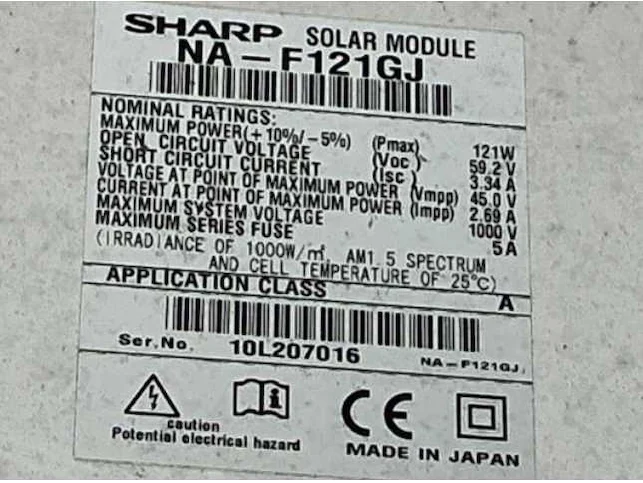 SHARP SOLAR MODULE
NA-F121GJ
NOMINAL RATINGS:
MAXIMUM POWER(+10%/-5%) (Pmax) 121W
OPEN CIRCUIT VOLTAGE (Voc) 59.2 V
SHORT CIRCUIT CURRENT (Isc) 3.34 A
VOLTAGE AT POINT OF MAXIMUM POWER (Vmpp) 45.0 V
CURRENT AT POINT OF MAXIMUM POWER (Impp) 2.69 A
MAXIMUM SYSTEM VOLTAGE 1000 V
MAXIMUM SERIES FUSE 5 A
(IRRADIANCE OF 1000W/㎡, AM1.5 SPECTRUM
AND CELL TEMPERATURE OF 25℃)
APPLICATION CLASS A
Ser.No. 10L207016 NA-F121GJ
caution
Potential electrical hazard
CE
MADE IN JAPAN